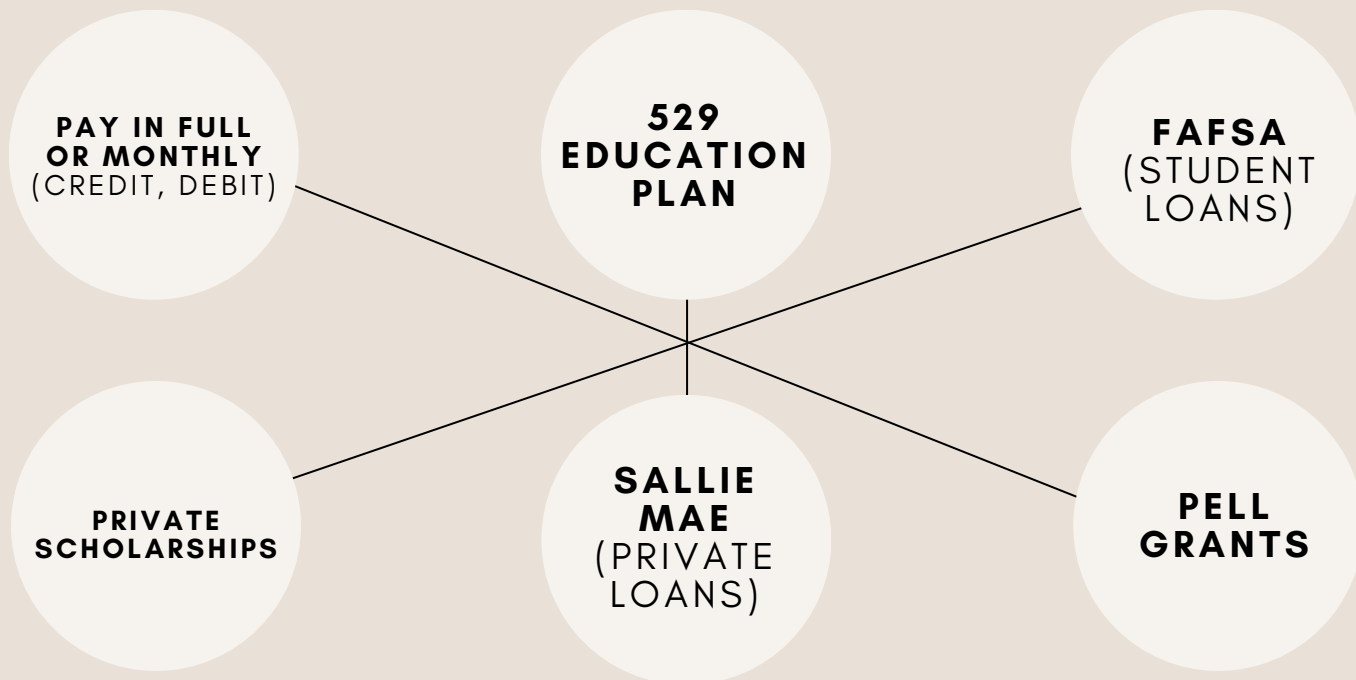 PAY IN FULL
OR MONTHLY
(CREDIT, DEBIT)
529
EDUCATION
PLAN
FAFSA
(STUDENT
LOANS)
PRIVATE
SCHOLARSHIPS
SALLIE
MAE
(PRIVATE
LOANS)
PELL
GRANTS